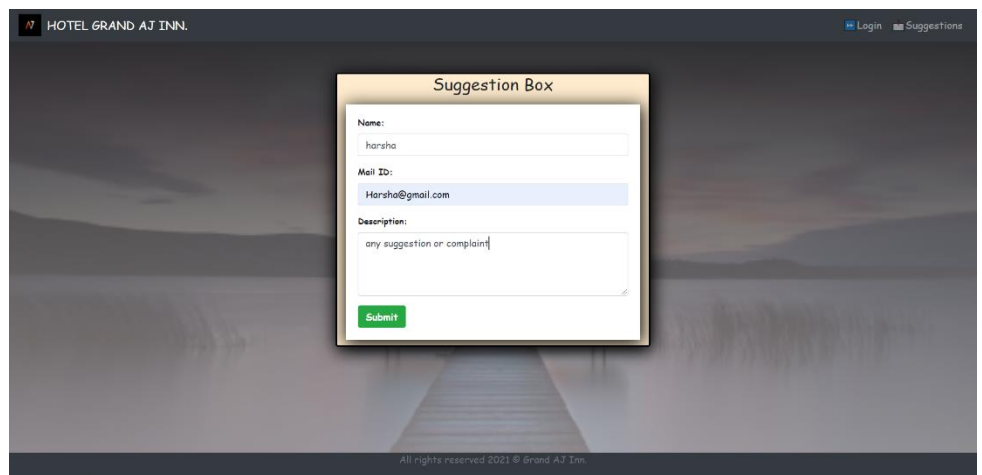 AJ HOTEL GRAND AJ INN.
Login Suggestions
Suggestion Box
Name:
harsha
Mail ID:
Harsha@gmail.com
Description:
any suggestion or complaint
Submit
All rights reserved 2021 © Grand AJ Inn.